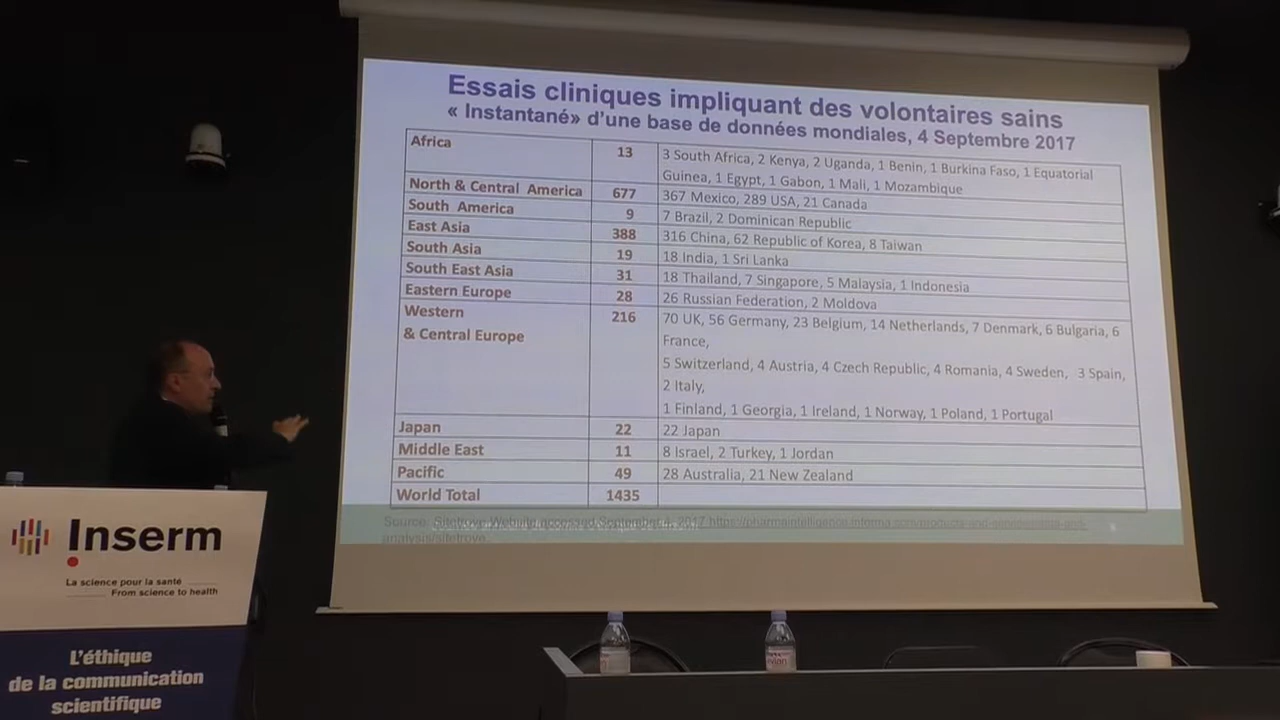 Essais cliniques impliquant des volontaires sains
« Instantané» d'une base de données mondiales, 4 Septembre 2017
Africa 13 3 South Africa, 2 Kenya, 2 Uganda, 1 Benin, 1 Burkina Faso, 1 Equatorial
Guinea, 1 Egypt, 1 Gabon, 1 Mali, 1 Mozambique
North & Central America 677 367 Mexico, 289 USA, 21 Canada
South America 9 7 Brazil, 2 Dominican Republic
East Asia 388 316 China, 62 Republic of Korea, 8 Taiwan
South Asia 19 18 India, 1 Sri Lanka
South East Asia 31 18 Thailand, 7 Singapore, 5 Malaysia, 1 Indonesia
Eastern Europe 28 26 Russian Federation, 2 Moldova
Western 216 70 UK, 56 Germany, 23 Belgium, 14 Netherlands, 7 Denmark, 6 Bulgaria, 6
& Central Europe France,
5 Switzerland, 4 Austria, 4 Czech Republic, 4 Romania, 4 Sweden, 3 Spain,
2 Italy,
1 Finland, 1 Georgia, 1 Ireland, 1 Norway, 1 Poland, 1 Portugal
Japan 22 22 Japan
Middle East 11 8 Israel, 2 Turkey, 1 Jordan
Pacific 49 28 Australia, 21 New Zealand
World Total 1435
Source: Sitetrove Website accessed September 4, 2017
analysis/sitetrove
Inserm
La science pour la santé
From science to health
L'éthique
de la communication
scientifique